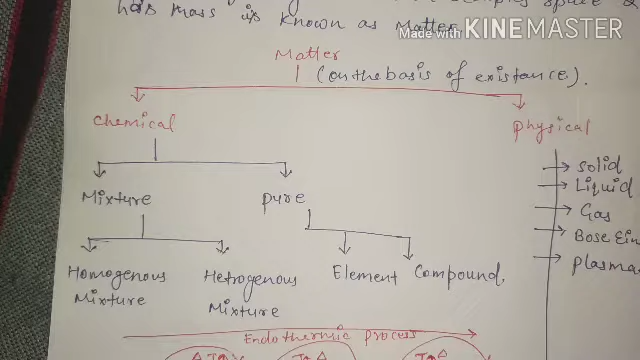 has mass is known as Matter
Made with KINEMASTER
Matter
(on the basis of existance).
Chemical
physical
Mixture
pure
Homogenous
Mixture
Hetrogenous
Mixture
Element
Compound.
Solid
Liquid
Gas
Bose Ein
plasma
Endothermic process